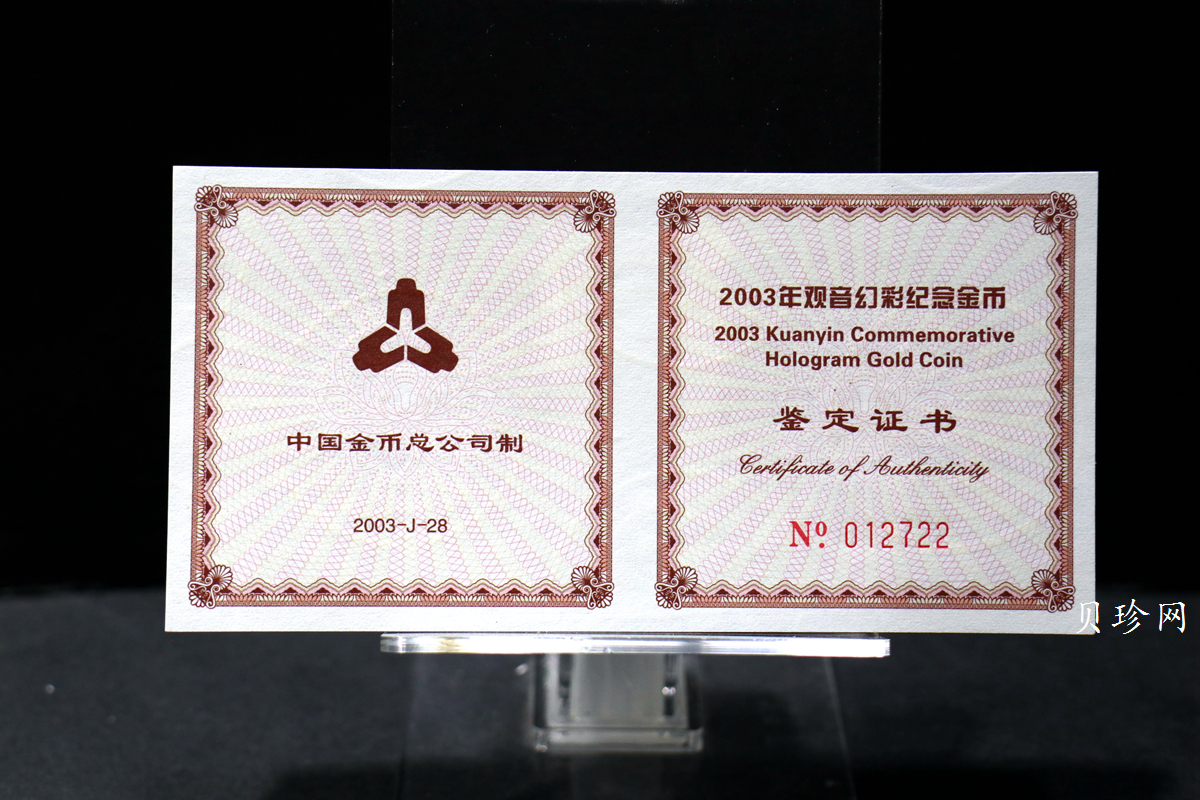 中国金币总公司制
2003-J-28
2003年观音幻彩纪念金币
2003 Kuanyin Commemorative
Hologram Gold Coin
鉴定证书
Certificate of Authenticity
Nº 012722
贝珍网